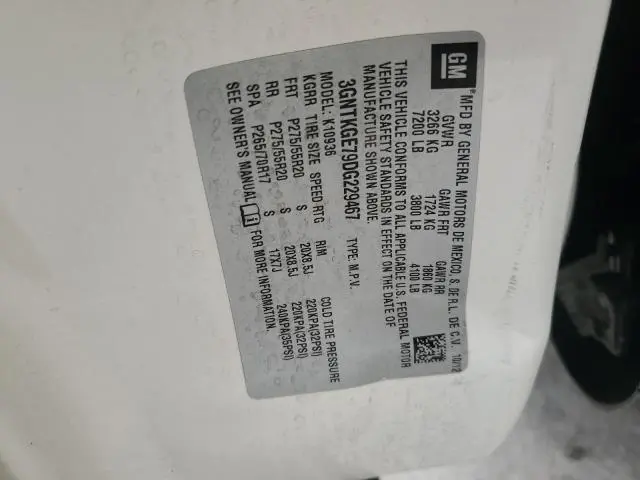 GM
MFD BY GENERAL MOTORS DE MEXICO, S. DE R.L. DE C.V. 10/12
GVWR GAWR FRT GAWR RR
3266 KG 1724 KG 1860 KG
7200 LB 3800 LB 4100 LB
THIS VEHICLE CONFORMS TO ALL APPLICABLE U.S. FEDERAL MOTOR
VEHICLE SAFETY STANDARDS IN EFFECT ON THE DATE OF
MANUFACTURE SHOWN ABOVE.
3GNTKGE79DG229467 TYPE: M.P.V.
MODEL: K10936
KGRR TIRE SIZE SPEED RTG RIM COLD TIRE PRESSURE
FRT P275/55R20 S 20X8.5J 220KPA(32PSI)
RR P275/55R20 S 20X8.5J 220KPA(32PSI)
SPA P265/70R17 S 17X7J 240KPA(35PSI)
SEE OWNER'S MANUAL FOR MORE INFORMATION.